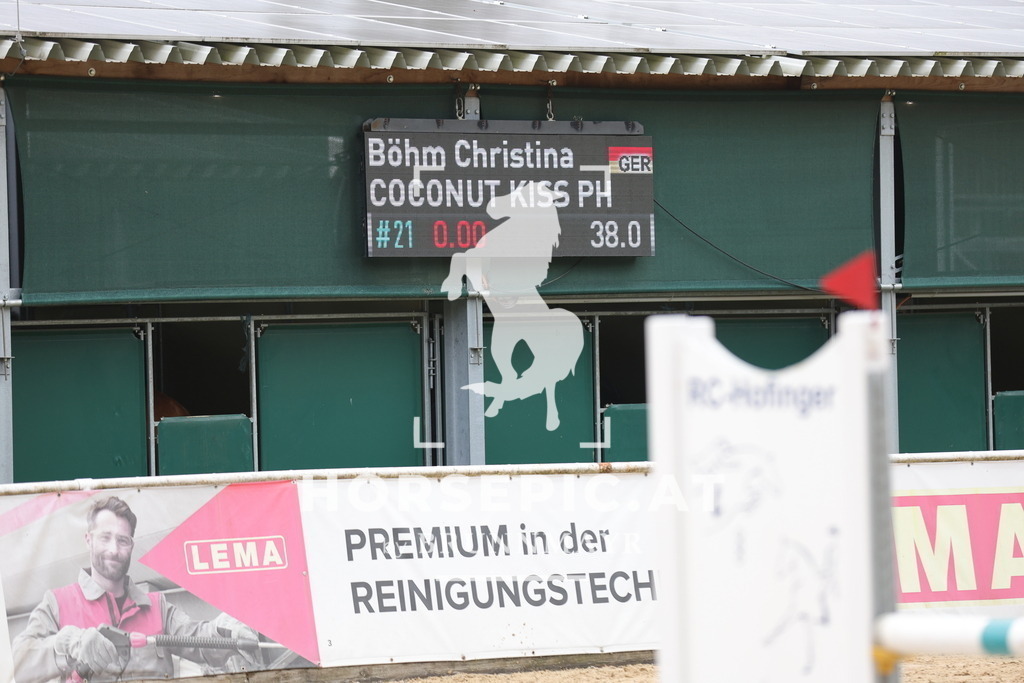 Böhm Christina GER
COCONUT KISS PH
#21 0.00 38.0
RC-Hofinger
HORSEPIC.AT
LEMA
PREMIUM in der
REINIGUNGSTECH
3
MA